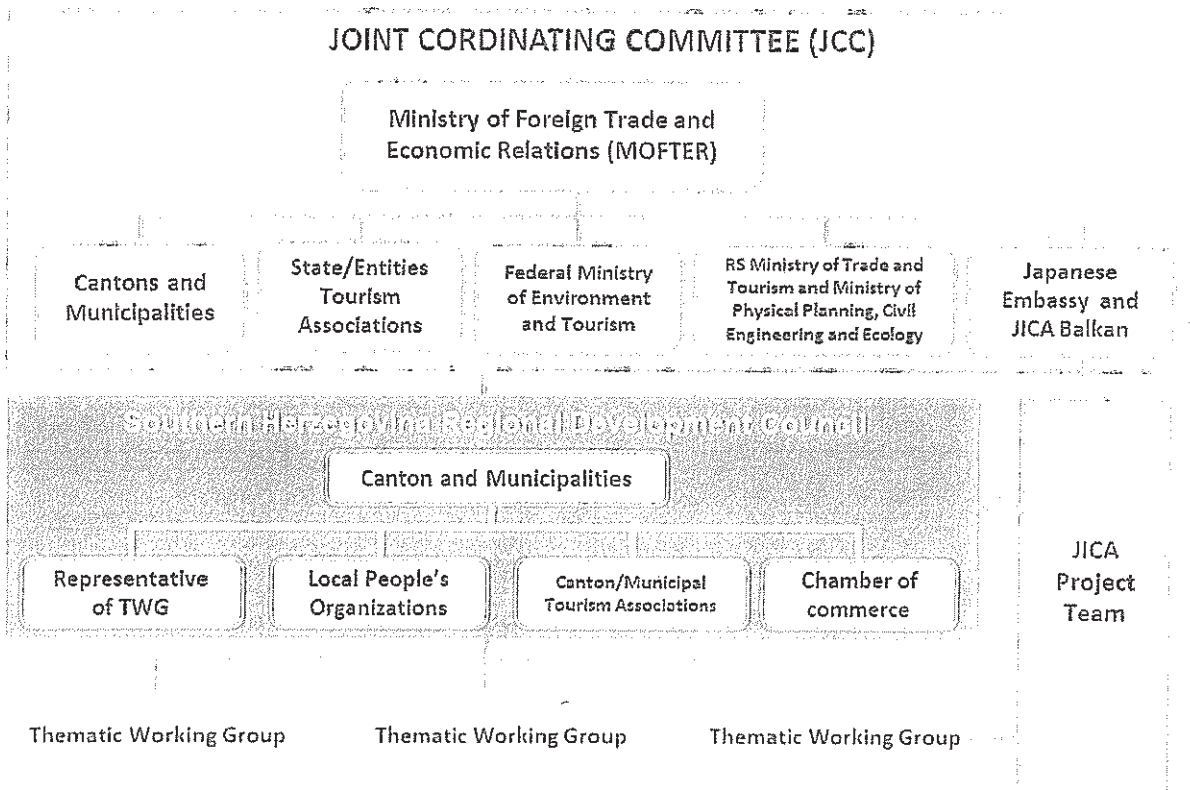 JOINT CORDINATING COMMITTEE (JCC)
Ministry of Foreign Trade and
Economic Relations (MOFTER)
Cantons and
Municipalities
State/Entities
Tourism
Associations
Federal Ministry
of Environment
and Tourism
RS Ministry of Trade and
Tourism and Ministry of
Physical Planning, Civil
Engineering and Ecology
Japanese
Embassy and
JICA Balkan
Southern Herzegovina Regional Development Council
Canton and Municipalities
Representative
of TWG
Local People's
Organizations
Canton/Municipal
Tourism Associations
Chamber of
commerce
JICA
Project
Team
Thematic Working Group
Thematic Working Group
Thematic Working Group